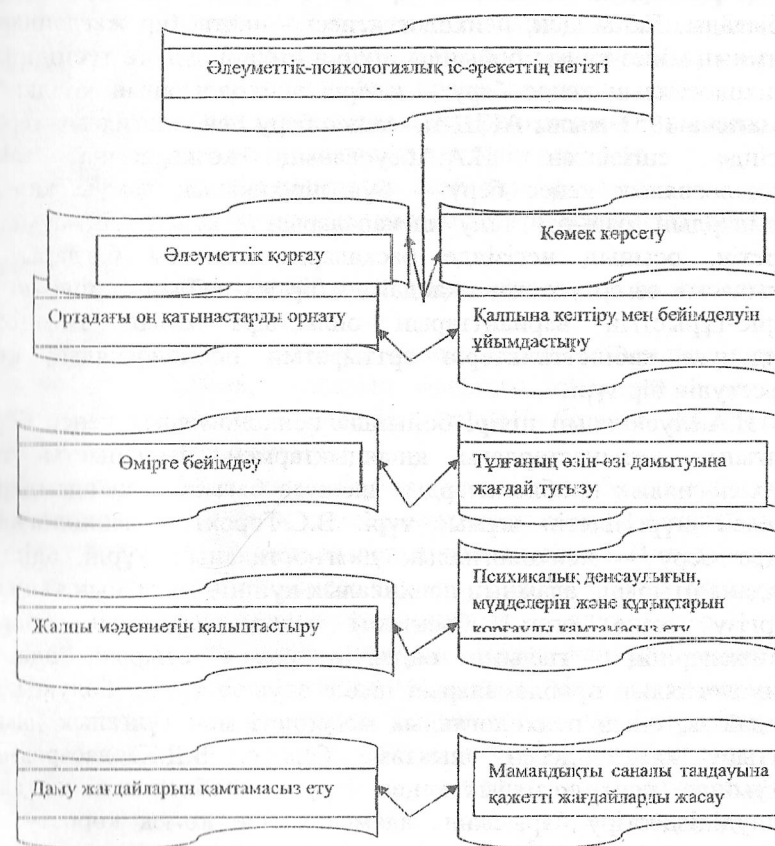 Әлеуметтік-психологиялық іс-әрекеттің негізгі
Әлеуметтік қорғау
Көмек көрсету
Ортадағы оң қатынастарды орнату
Қалпына келтіру мен бейімделуін
ұйымдастыру
Өмірге бейімдеу
Тұлғаның өзін-өзі дамытуына
жағдай туғызу
Жалпы мәдениетін қалыптастыру
Психикалық денсаулығын,
мүдделерін және құқықтарын
қорғауды қамтамасыз ету
Даму жағдайларын қамтамасыз ету
Мамандықты саналы таңдауына
қажетті жағдайларды жасау